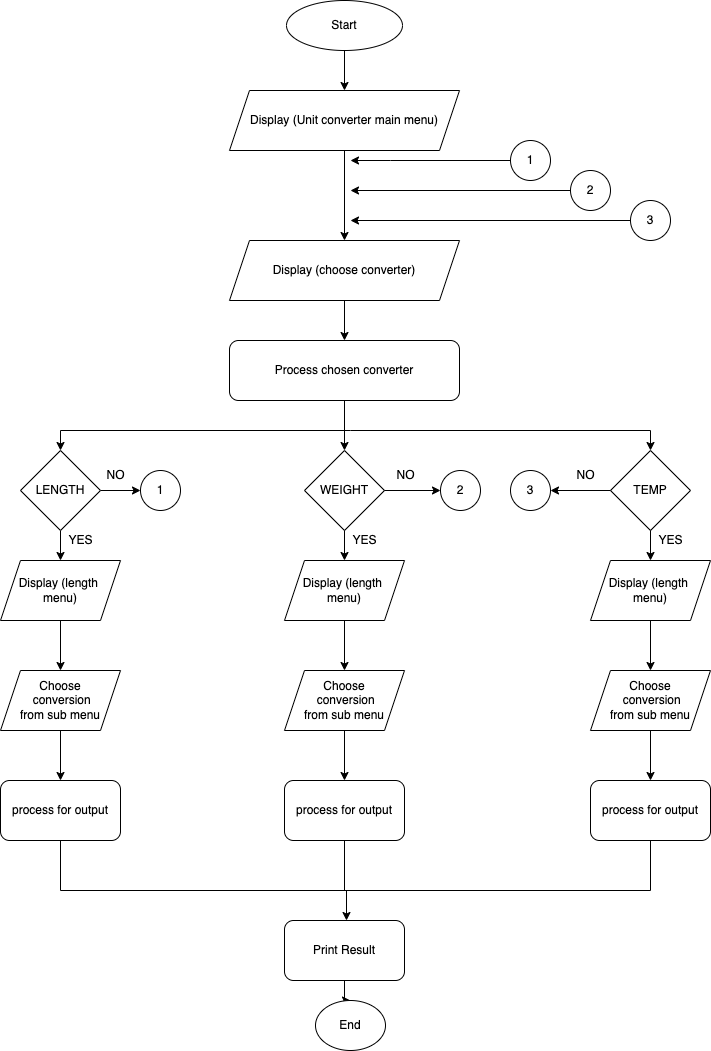 Start
Display (Unit converter main menu)
1
2
3
Display (choose converter)
Process chosen converter
LENGTH
NO
1
WEIGHT
NO
2
3
NO
TEMP
YES
YES
YES
Display (length
menu)
Display (length
menu)
Display (length
menu)
Choose
conversion
from sub menu
Choose
conversion
from sub menu
Choose
conversion
from sub menu
process for output
process for output
process for output
Print Result
End